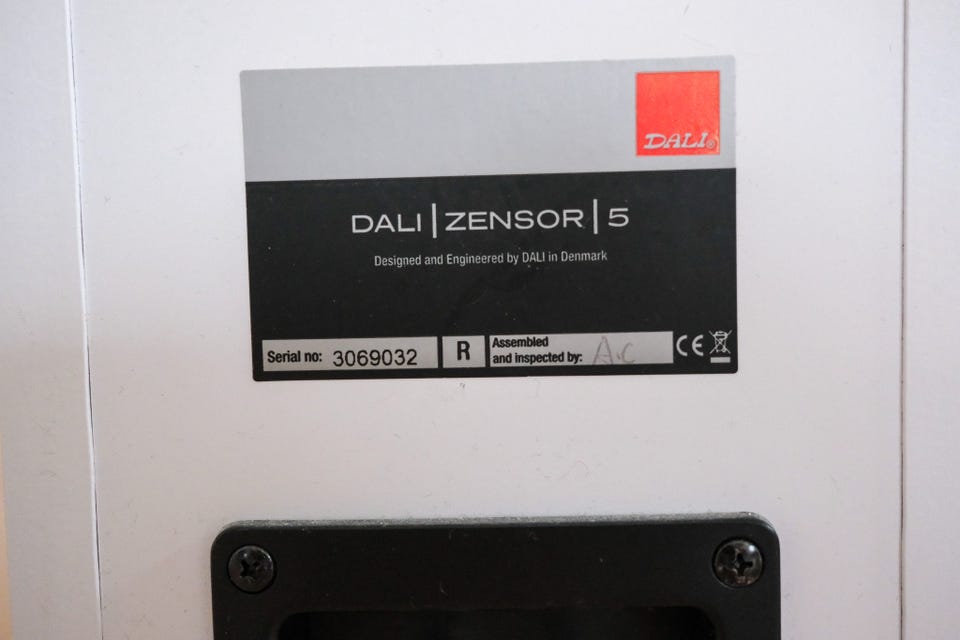 DALI®
DALI|ZENSOR|5
Designed and Engineered by DALI in Denmark
Serial no: 3069032
R
Assembled
and inspected by: A.C
CE